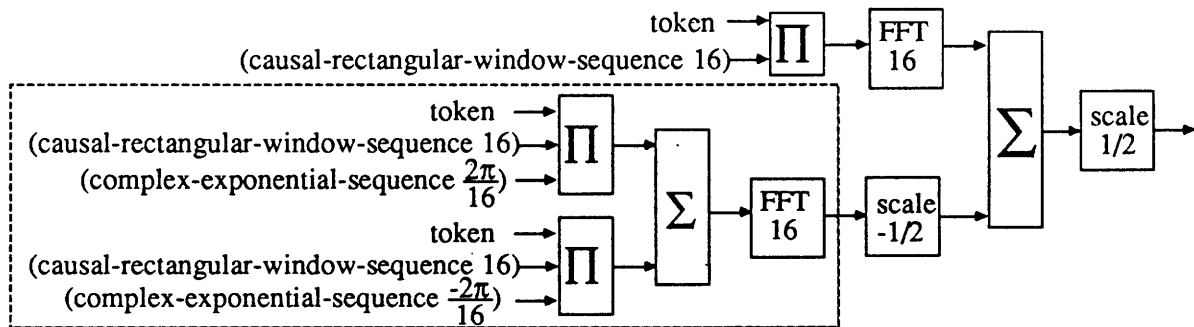 token
(causal-rectangular-window-sequence 16)
∏
FFT
16
token
(causal-rectangular-window-sequence 16)
(complex-exponential-sequence 2π/16)
∏
∑
FFT
16
scale
-1/2
∑
scale
1/2
token
(causal-rectangular-window-sequence 16)
(complex-exponential-sequence -2π/16)
∏